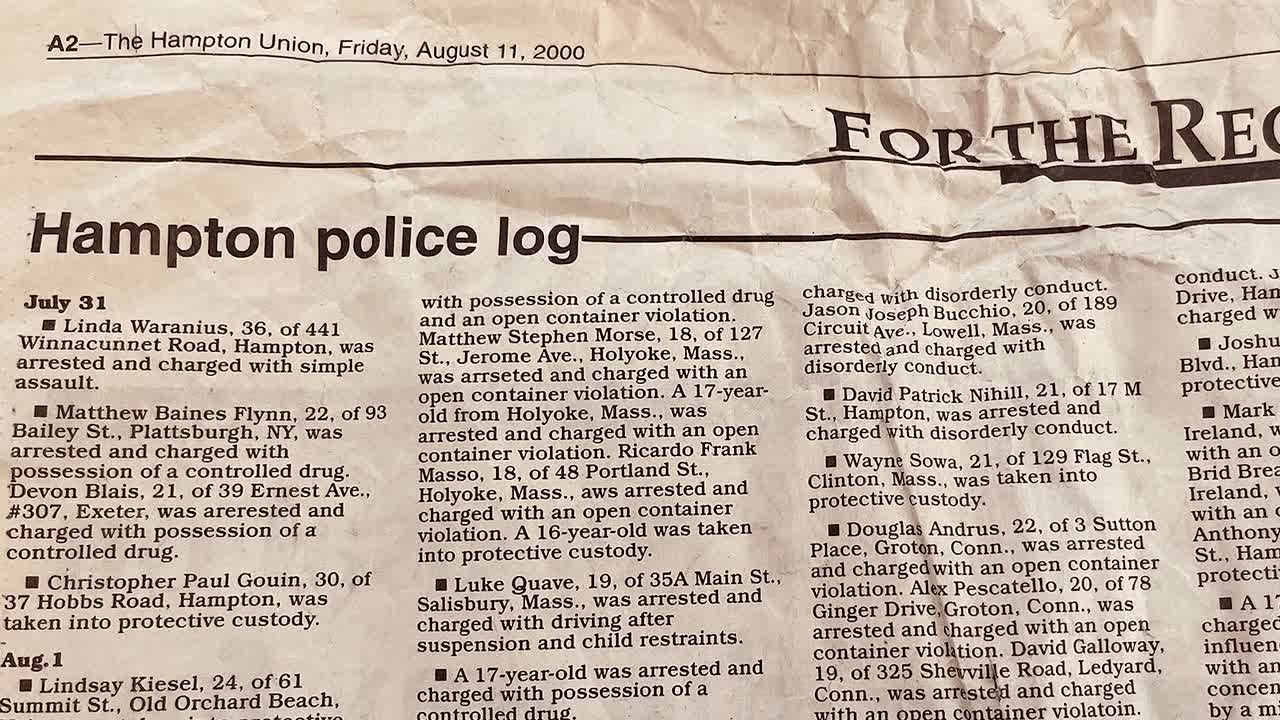 A2—The Hampton Union, Friday, August 11, 2000
FOR THE REC
Hampton police log
July 31
■ Linda Waranius, 36, of 441
Winnacunnet Road, Hampton, was
arrested and charged with simple
assault.
■ Matthew Baines Flynn, 22, of 93
Bailey St., Plattsburgh, NY, was
arrested and charged with
possession of a controlled drug.
Devon Blais, 21, of 39 Ernest Ave.,
#307, Exeter, was arerested and
charged with possession of a
controlled drug.
■ Christopher Paul Gouin, 30, of
37 Hobbs Road, Hampton, was
taken into protective custody.
Aug.1
■ Lindsay Kiesel, 24, of 61
Summit St., Old Orchard Beach,
with possession of a controlled drug
and an open container violation.
Matthew Stephen Morse, 18, of 127
St., Jerome Ave., Holyoke, Mass.,
was arrseted and charged with an
open container violation. A 17-year-
old from Holyoke, Mass., was
arrested and charged with an open
container violation. Ricardo Frank
Masso, 18, of 48 Portland St.,
Holyoke, Mass., aws arrested and
charged with an open container
violation. A 16-year-old was taken
into protective custody.
■ Luke Quave, 19, of 35A Main St.,
Salisbury, Mass., was arrested and
charged with driving after
suspension and child restraints.
■ A 17-year-old was arrested and
charged with possession of a
controlled drug.
charged with disorderly conduct.
Jason Joseph Bucchio, 20, of 189
Circuit Ave., Lowell, Mass., was
arrested and charged with
disorderly conduct.
■ David Patrick Nihill, 21, of 17 M
St., Hampton, was arrested and
charged with disorderly conduct.
■ Wayne Sowa, 21, of 129 Flag St.,
Clinton, Mass., was taken into
protective custody.
■ Douglas Andrus, 22, of 3 Sutton
Place, Groton, Conn., was arrested
and charged with an open container
violation. Alex Pescatello, 20, of 78
Ginger Drive, Groton, Conn., was
arrested and charged with an open
container violation. David Galloway,
19, of 325 Shewville Road, Ledyard,
Conn., was arrested and charged
with an open container violatoin.
conduct. J
Drive, Ham
charged w
■ Joshu
Blvd., Ham
protective
■ Mark
Ireland, w
with an o
Brid Brea
Ireland, w
with an o
Anthony
St., Ham
protecti
■ A 17
charged
influen
with an
concen
by a m